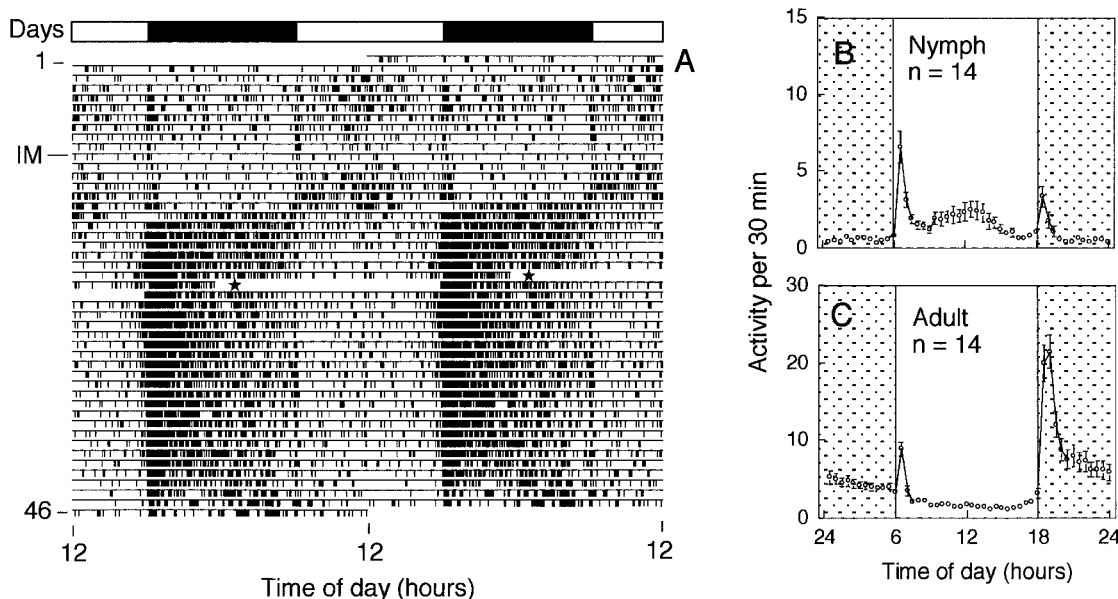 Days
1
A
IM
46
12
12
12
Time of day (hours)
Activity per 30 min
15
10
5
0
B
Nymph
n = 14
30
20
10
0
C
Adult
n = 14
24
6
12
18
24
Time of day (hours)